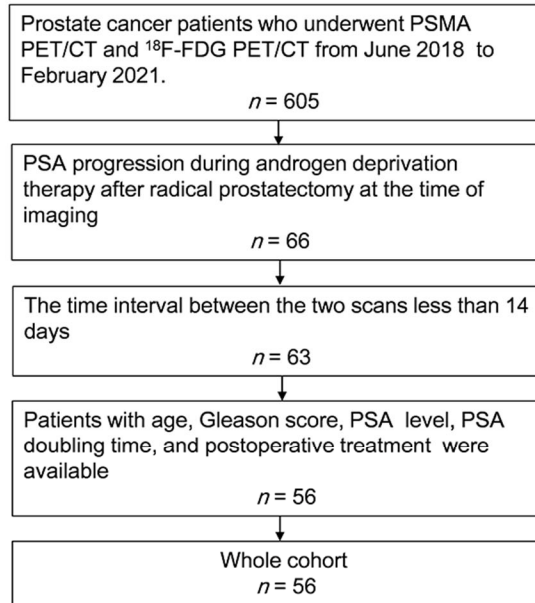 Prostate cancer patients who underwent PSMA
PET/CT and ¹⁸F-FDG PET/CT from June 2018 to
February 2021.
n = 605
PSA progression during androgen deprivation
therapy after radical prostatectomy at the time of
imaging
n = 66
The time interval between the two scans less than 14
days
n = 63
Patients with age, Gleason score, PSA level, PSA
doubling time, and postoperative treatment were
available
n = 56
Whole cohort
n = 56